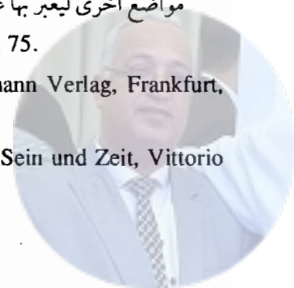 مواضع أخرى ليعبر بها
75.
mann Verlag, Frankfurt,
Sein und Zeit, Vittorio